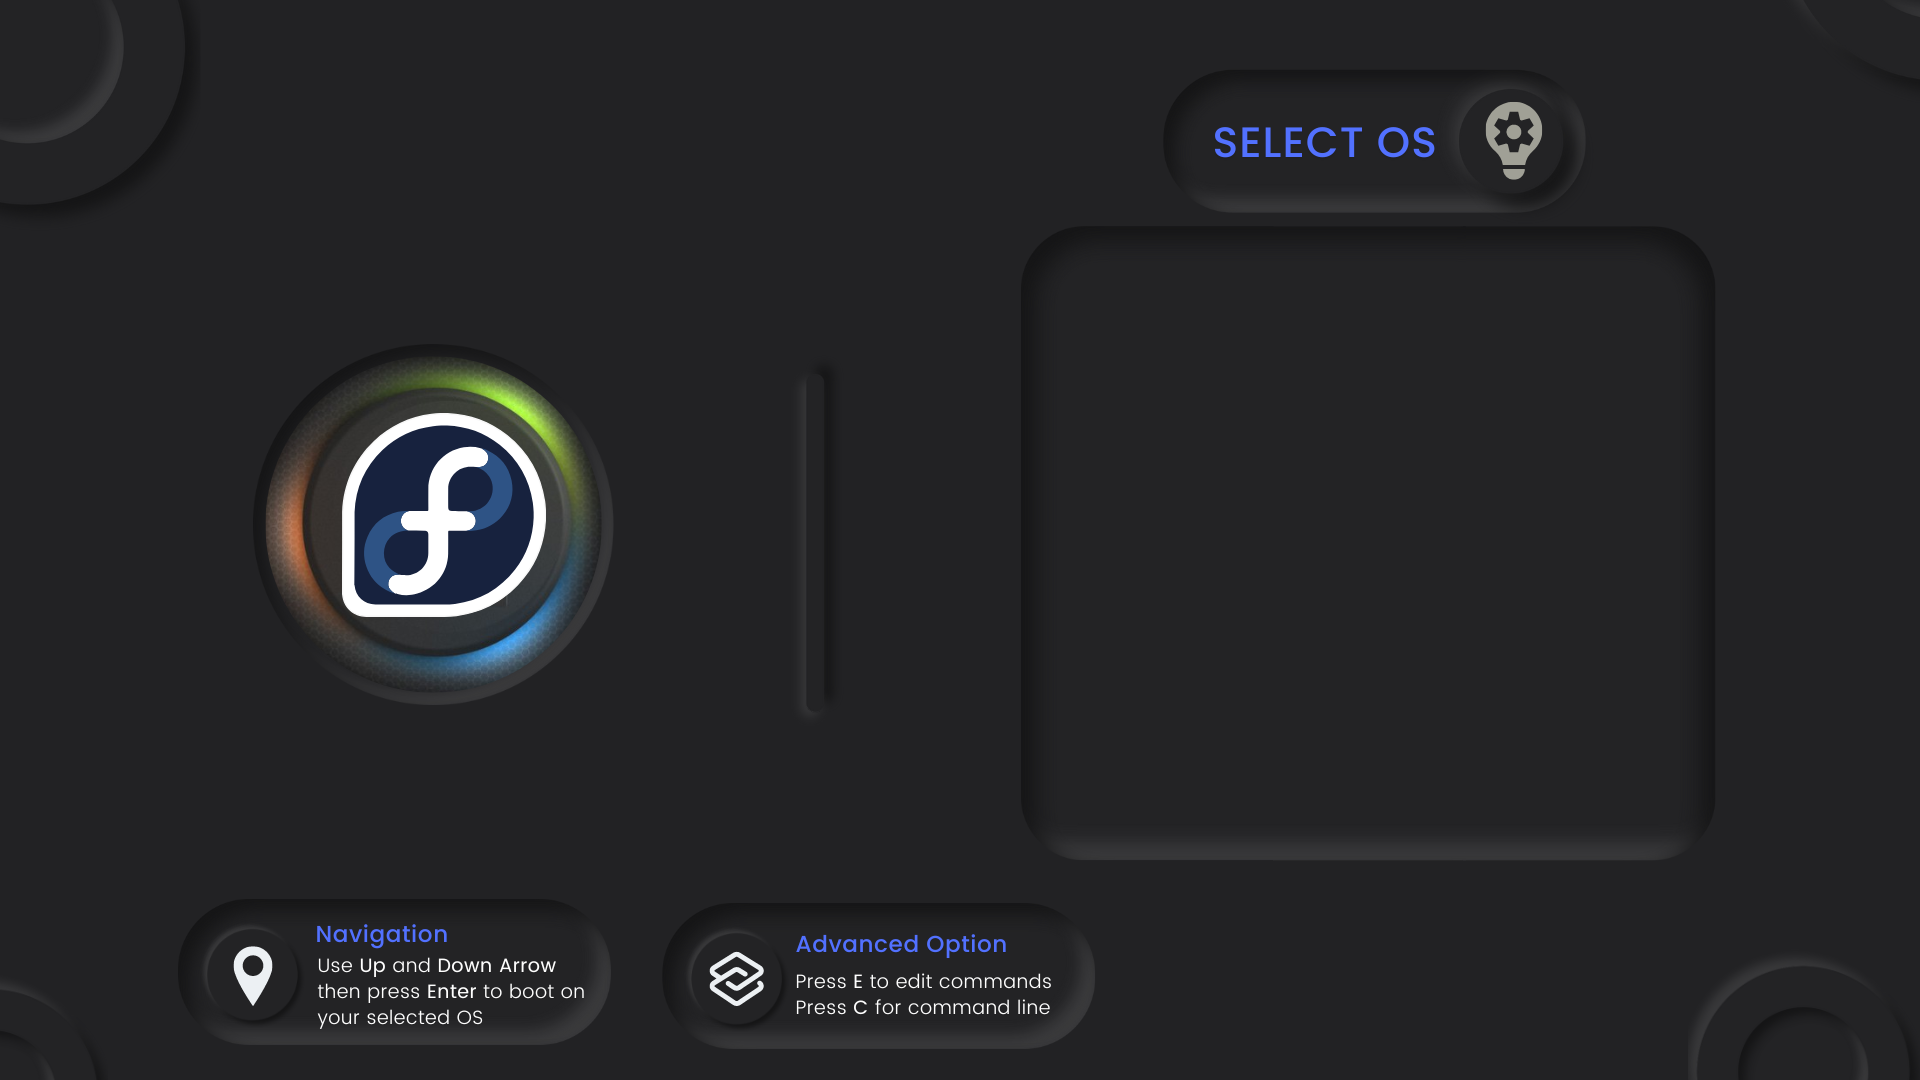 SELECT OS
Navigation
Use Up and Down Arrow
then press Enter to boot on
your selected OS
Advanced Option
Press E to edit commands
Press C for command line